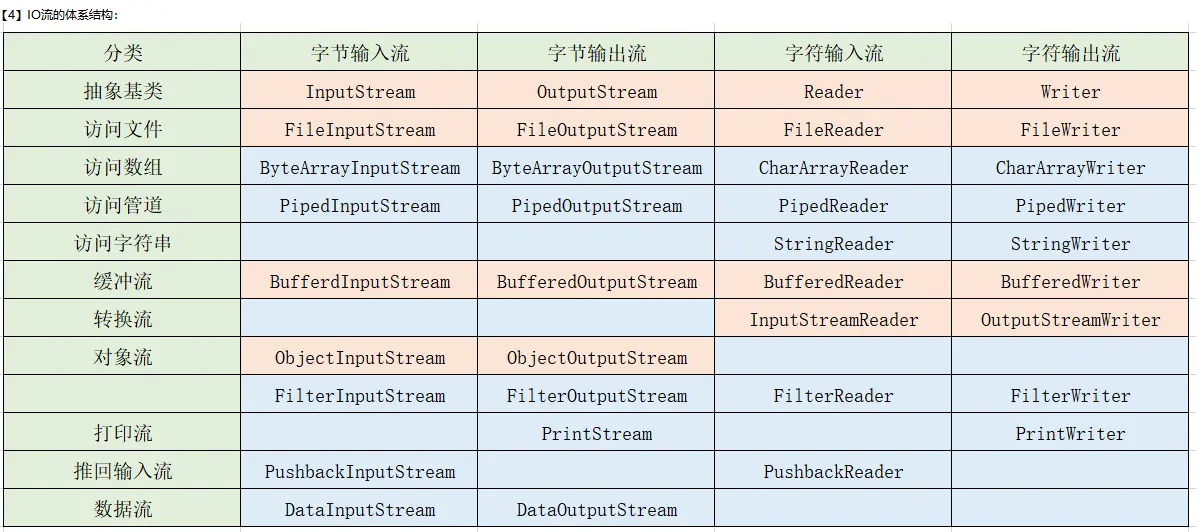 【4】IO流的体系结构：
分类 字节输入流 字节输出流 字符输入流 字符输出流
抽象基类 InputStream OutputStream Reader Writer
访问文件 FileInputStream FileOutputStream FileReader FileWriter
访问数组 ByteArrayInputStream ByteArrayOutputStream CharArrayReader CharArrayWriter
访问管道 PipedInputStream PipedOutputStream PipedReader PipedWriter
访问字符串 StringReader StringWriter
缓冲流 BufferdInputStream BufferedOutputStream BufferedReader BufferedWriter
转换流 InputStreamReader OutputStreamWriter
对象流 ObjectInputStream ObjectOutputStream
FilterInputStream FilterOutputStream FilterReader FilterWriter
打印流 PrintStream PrintWriter
推回输入流 PushbackInputStream PushbackReader
数据流 DataInputStream DataOutputStream